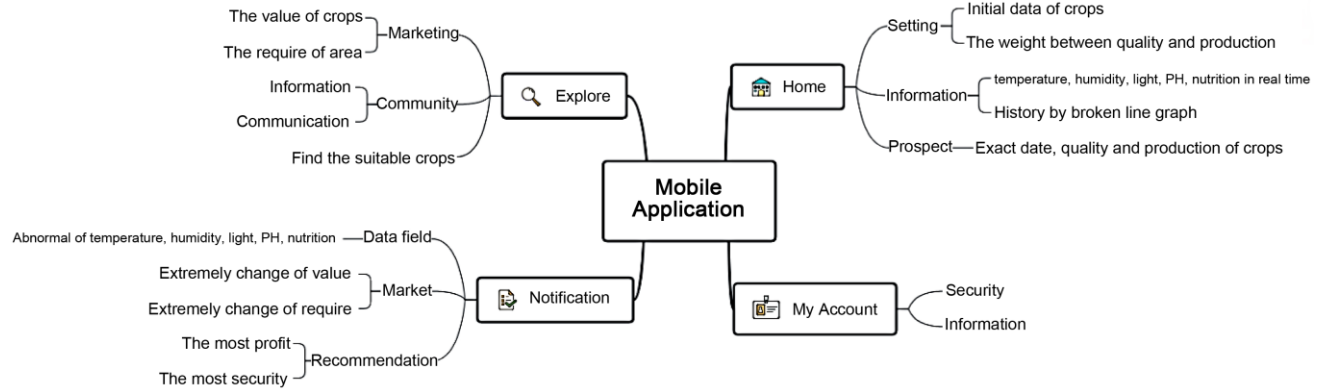 Mobile
Application
Explore
Marketing
The value of crops
The require of area
Community
Information
Communication
Find the suitable crops
Home
Setting
Initial data of crops
The weight between quality and production
Information
temperature, humidity, light, PH, nutrition in real time
History by broken line graph
Prospect
Exact date, quality and production of crops
Notification
Data field
Abnormal of temperature, humidity, light, PH, nutrition
Market
Extremely change of value
Extremely change of require
Recommendation
The most profit
The most security
My Account
Security
Information